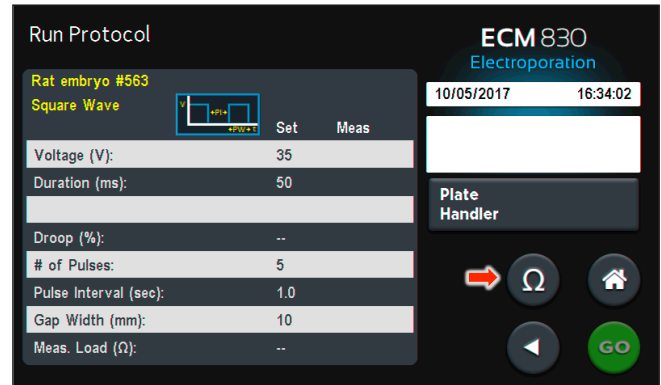 Run Protocol
ECM 830
Electroporation
Rat embryo #563
Square Wave
V
◂PI▸
◂PW▸ t
Set Meas
10/05/2017 16:34:02
Voltage (V): 35
Duration (ms): 50
Plate
Handler
Droop (%): --
# of Pulses: 5
Pulse Interval (sec): 1.0
Gap Width (mm): 10
Meas. Load (Ω): --
Ω
GO